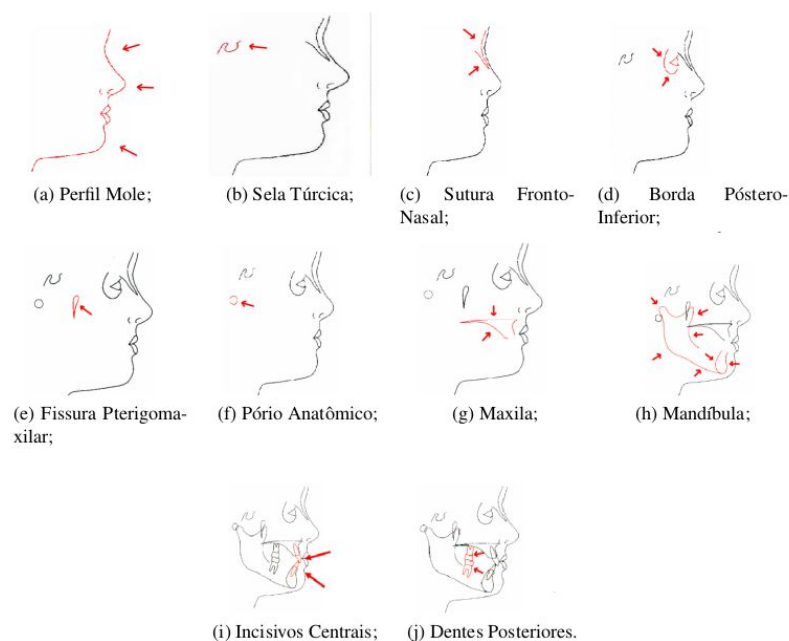 (a) Perfil Mole;
(b) Sela Túrcica;
(c) Sutura Fronto-
Nasal;
(d) Borda Póstero-
Inferior;
(e) Fissura Pterigoma-
xilar;
(f) Pório Anatômico;
(g) Maxila;
(h) Mandíbula;
(i) Incisivos Centrais;
(j) Dentes Posteriores.